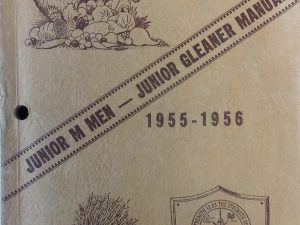 JUNIOR M MEN — JUNIOR GLEANER MANUAL
1955-1956